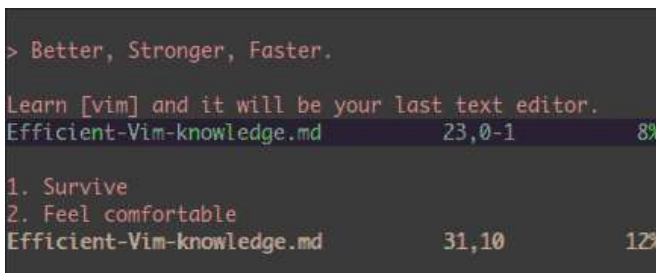 > Better, Stronger, Faster.
Learn [vim] and it will be your last text editor.
Efficient-Vim-knowledge.md 23,0-1 8%
1. Survive
2. Feel comfortable
Efficient-Vim-knowledge.md 31,10 12%